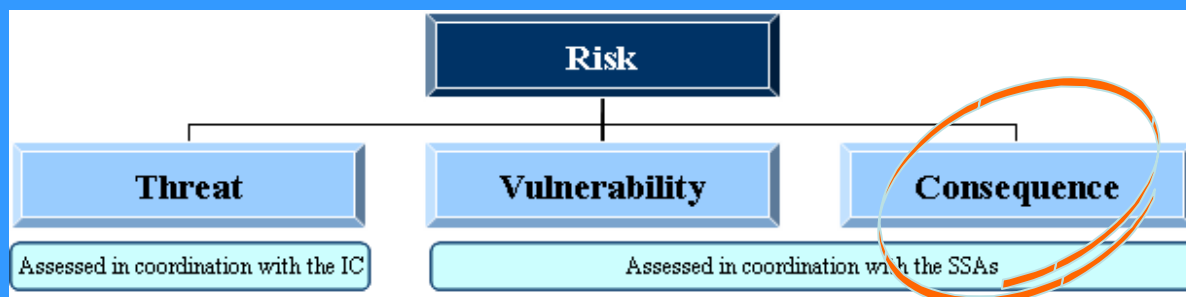 Risk
Threat
Vulnerability
Consequence
Assessed in coordination with the IC
Assessed in coordination with the SSAs